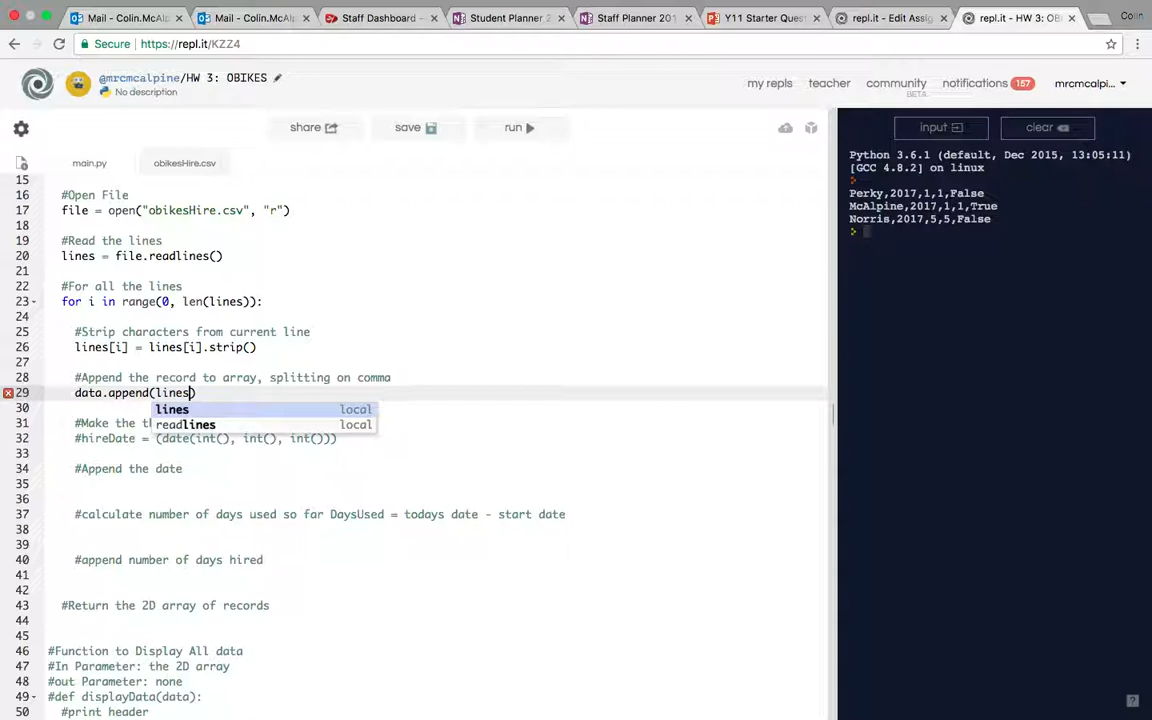 Mail - Colin.McAl
Mail - Colin.McAlp
Staff Dashboard -
Student Planner 2
Staff Planner 201
Y11 Starter Quest
repl.it - Edit Assig
repl.it - HW 3: OBI
Colin
Secure https://repl.it/KZZ4
@mrcmcalpine/HW 3: OBIKES
No description
my repls teacher community BETA notifications 157 mrcmcalpi...
share save run
input clear
main.py obikesHire.csv
15
16 #Open File
17 file = open("obikesHire.csv", "r")
18
19 #Read the lines
20 lines = file.readlines()
21
22 #For all the lines
23 for i in range(0, len(lines)):
24
25 #Strip characters from current line
26 lines[i] = lines[i].strip()
27
28 #Append the record to array, splitting on comma
29 data.append(lines)
lines local
readlines local
30
31 #Make the t
32 #hireDate = (date(int(), int(), int()))
33
34 #Append the date
35
36
37 #calculate number of days used so far DaysUsed = todays date - start date
38
39
40 #append number of days hired
41
42
43 #Return the 2D array of records
44
45
46 #Function to Display All data
47 #In Parameter: the 2D array
48 #out Parameter: none
49 #def displayData(data):
50 #print header
Python 3.6.1 (default, Dec 2015, 13:05:11)
[GCC 4.8.2] on linux
Perky,2017,1,1,False
McAlpine,2017,1,1,True
Norris,2017,5,5,False
?